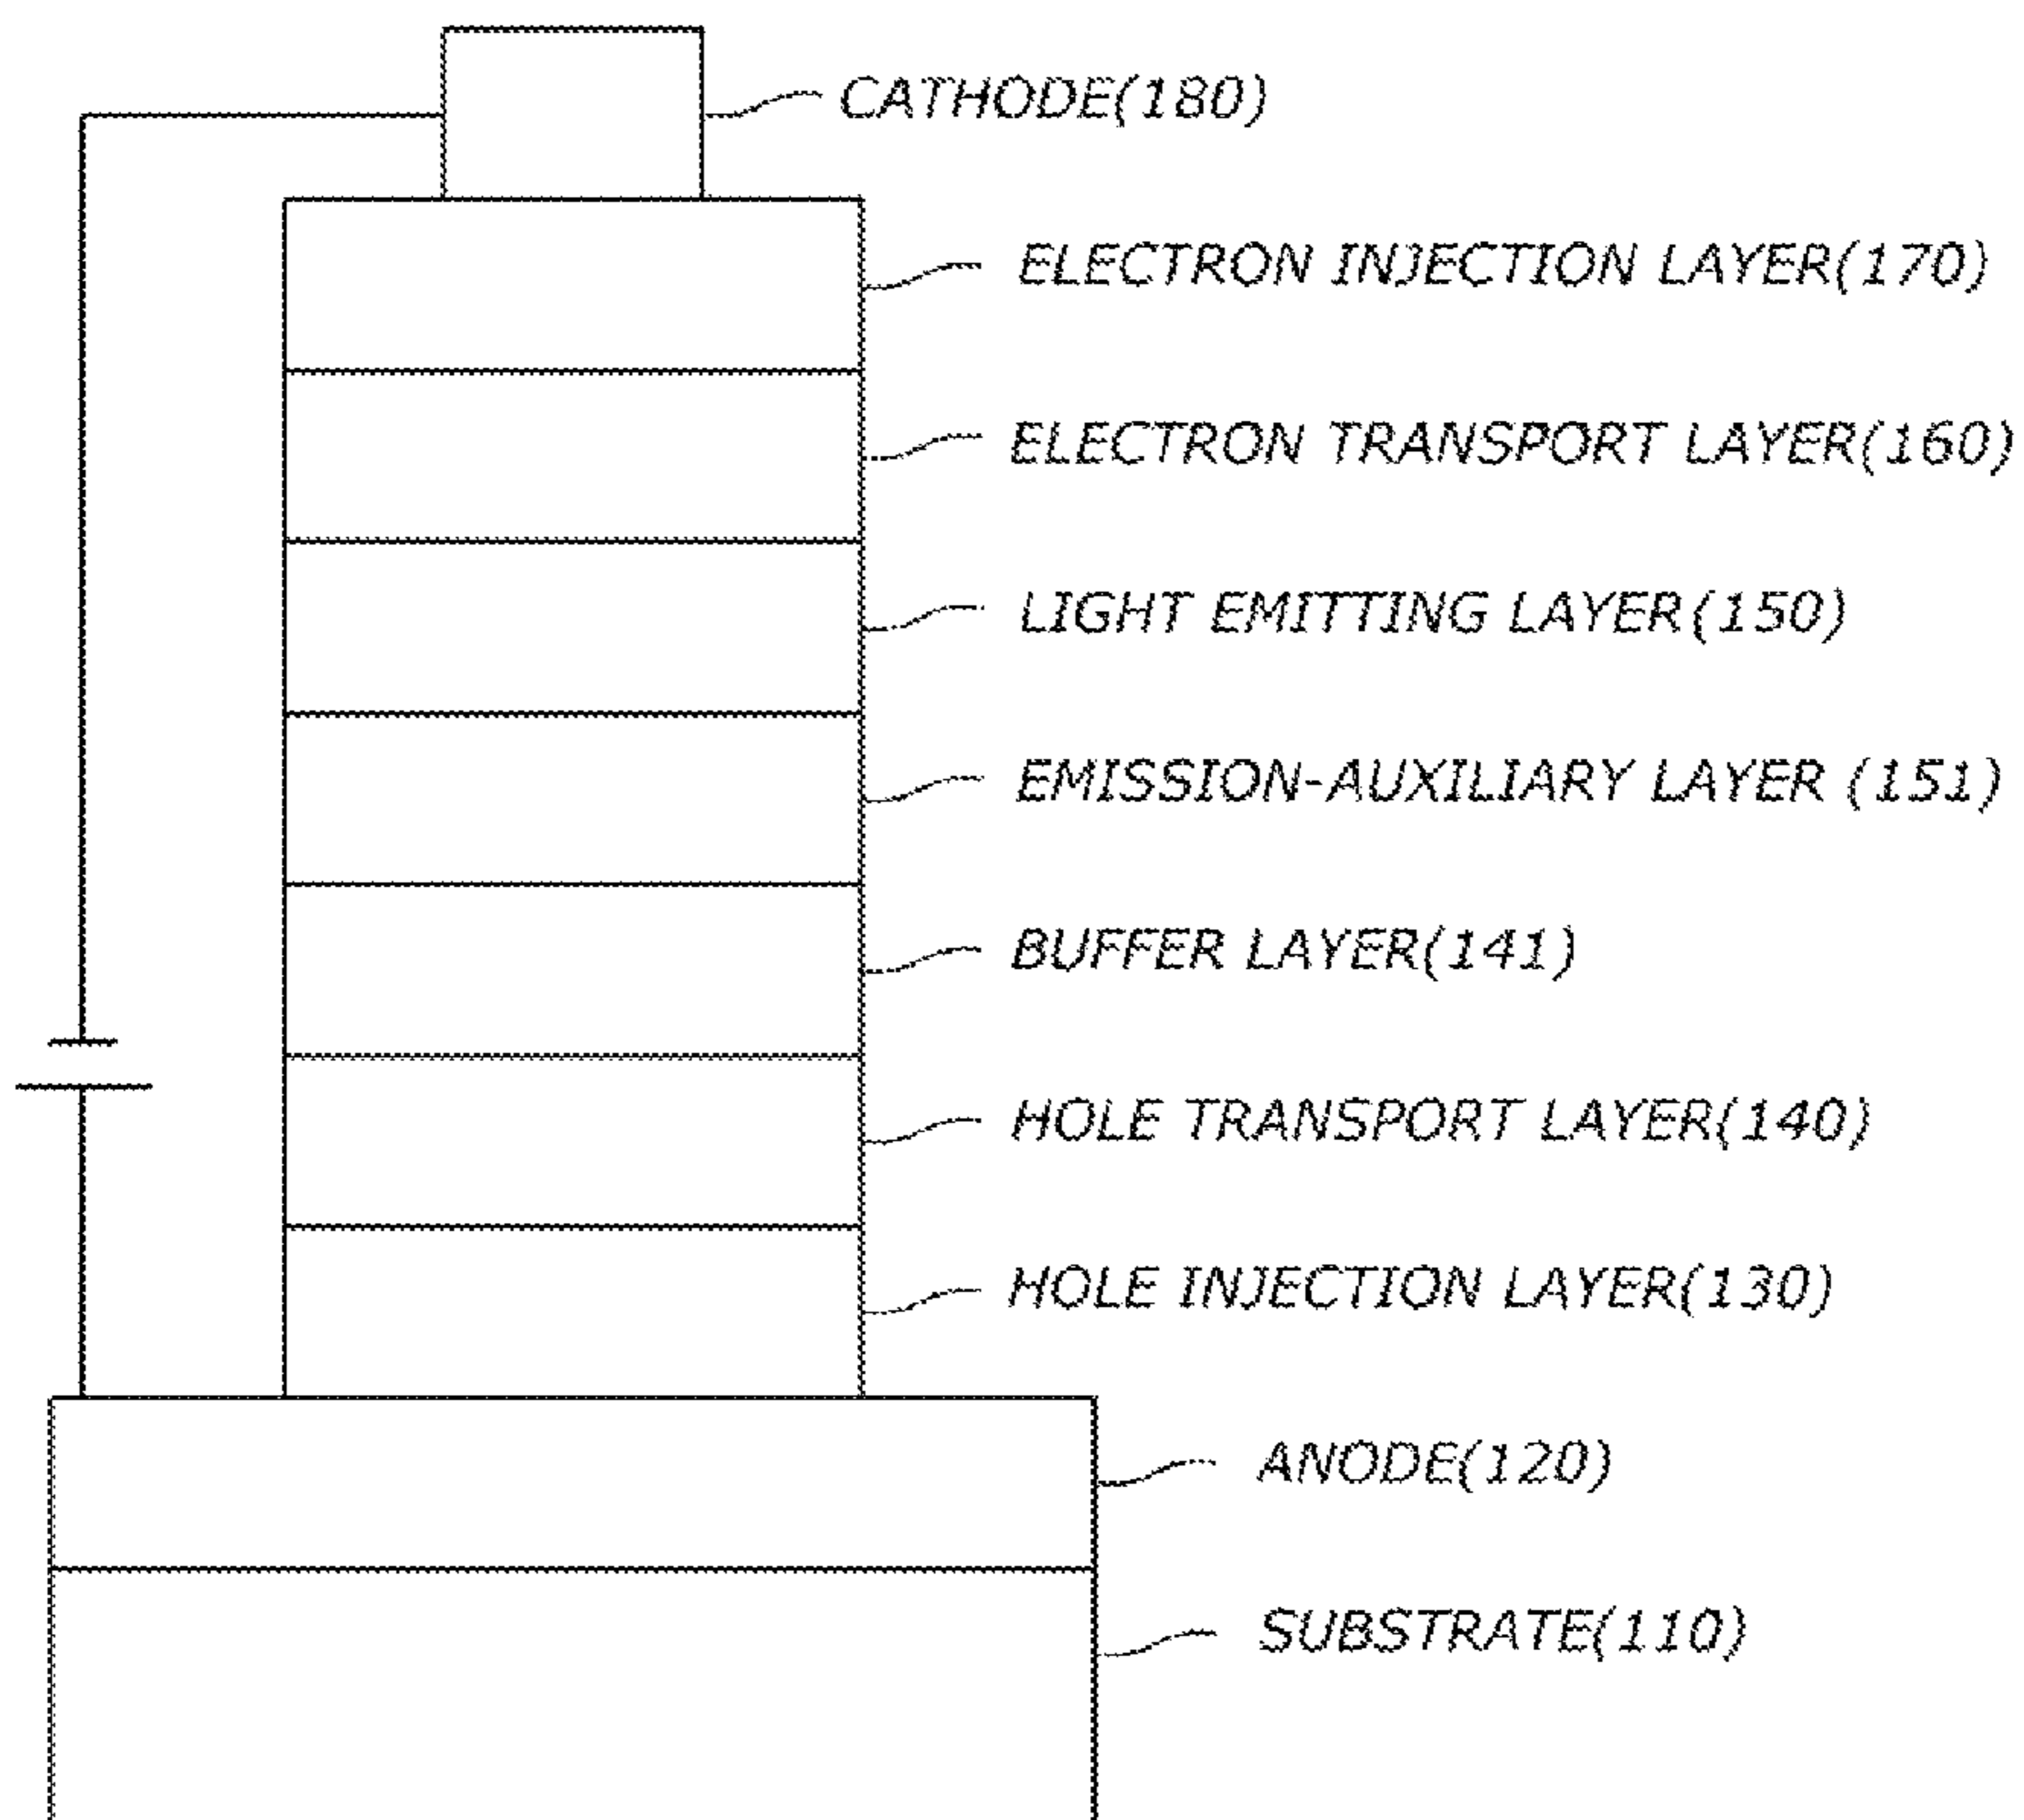 CATHODE(180)
ELECTRON INJECTION LAYER(170)
ELECTRON TRANSPORT LAYER(160)
LIGHT EMITTING LAYER(150)
EMISSION-AUXILIARY LAYER (151)
BUFFER LAYER(141)
HOLE TRANSPORT LAYER(140)
HOLE INJECTION LAYER(130)
ANODE(120)
SUBSTRATE(110)